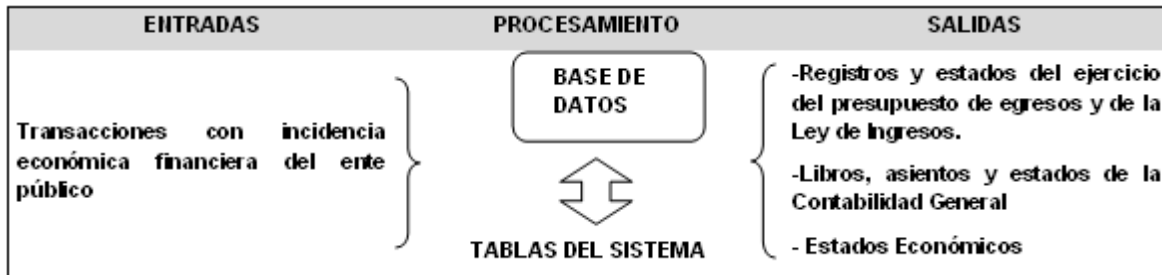 ENTRADAS
PROCESAMIENTO
SALIDAS
Transacciones con incidencia
económica financiera del ente
público
BASE DE
DATOS
TABLAS DEL SISTEMA
-Registros y estados del ejercicio
del presupuesto de egresos y de la
Ley de Ingresos.
-Libros, asientos y estados de la
Contabilidad General
- Estados Económicos